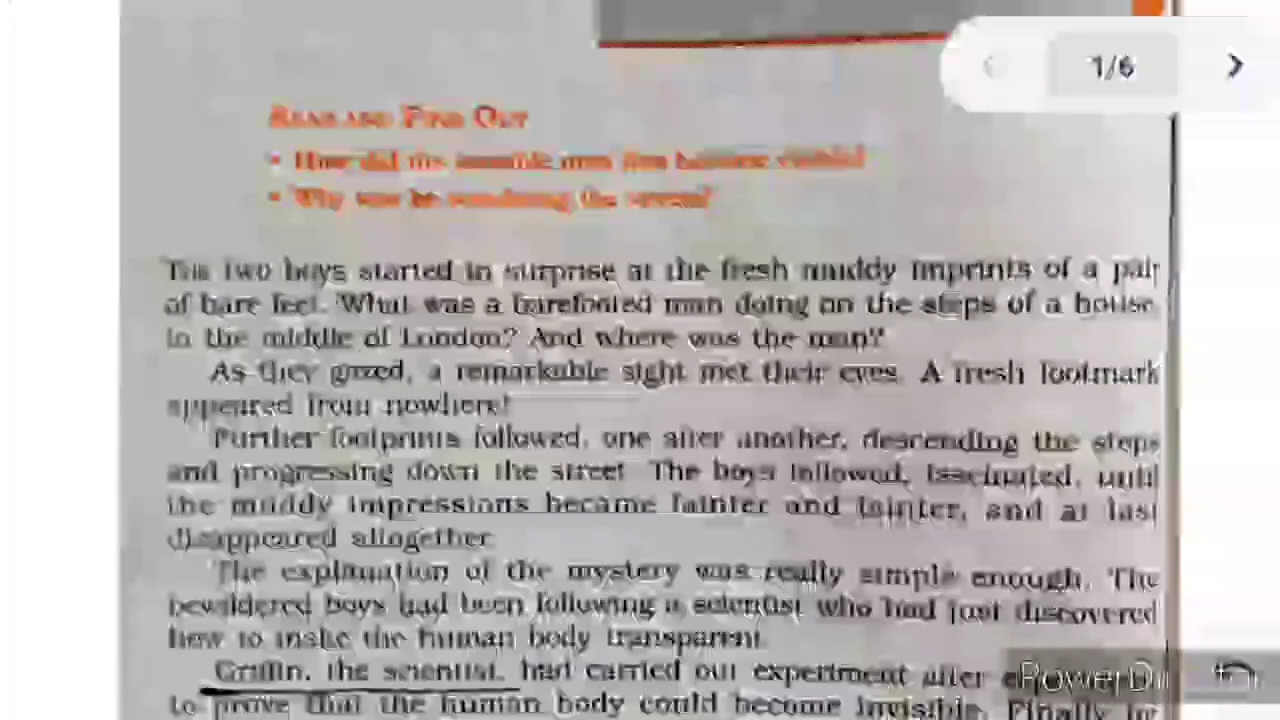 1/6
READ AND FIND OUT
• How did the invisible man first become visible?
• Why was he wandering the streets?
THE two boys started in surprise at the fresh muddy imprints of a pair
of bare feet. What was a barefooted man doing on the steps of a house,
in the middle of London? And where was the man?
As they gazed, a remarkable sight met their eyes. A fresh footmark
appeared from nowhere!
Further footprints followed, one after another, descending the steps
and progressing down the street. The boys followed, fascinated, until
the muddy impressions became fainter and fainter, and at last
disappeared altogether.
The explanation of the mystery was really simple enough. The
bewildered boys had been following a scientist who had just discovered
how to make the human body transparent.
Griffin, the scientist, had carried out experiment after
to prove that the human body could become invisible. Finally he
PowerDi